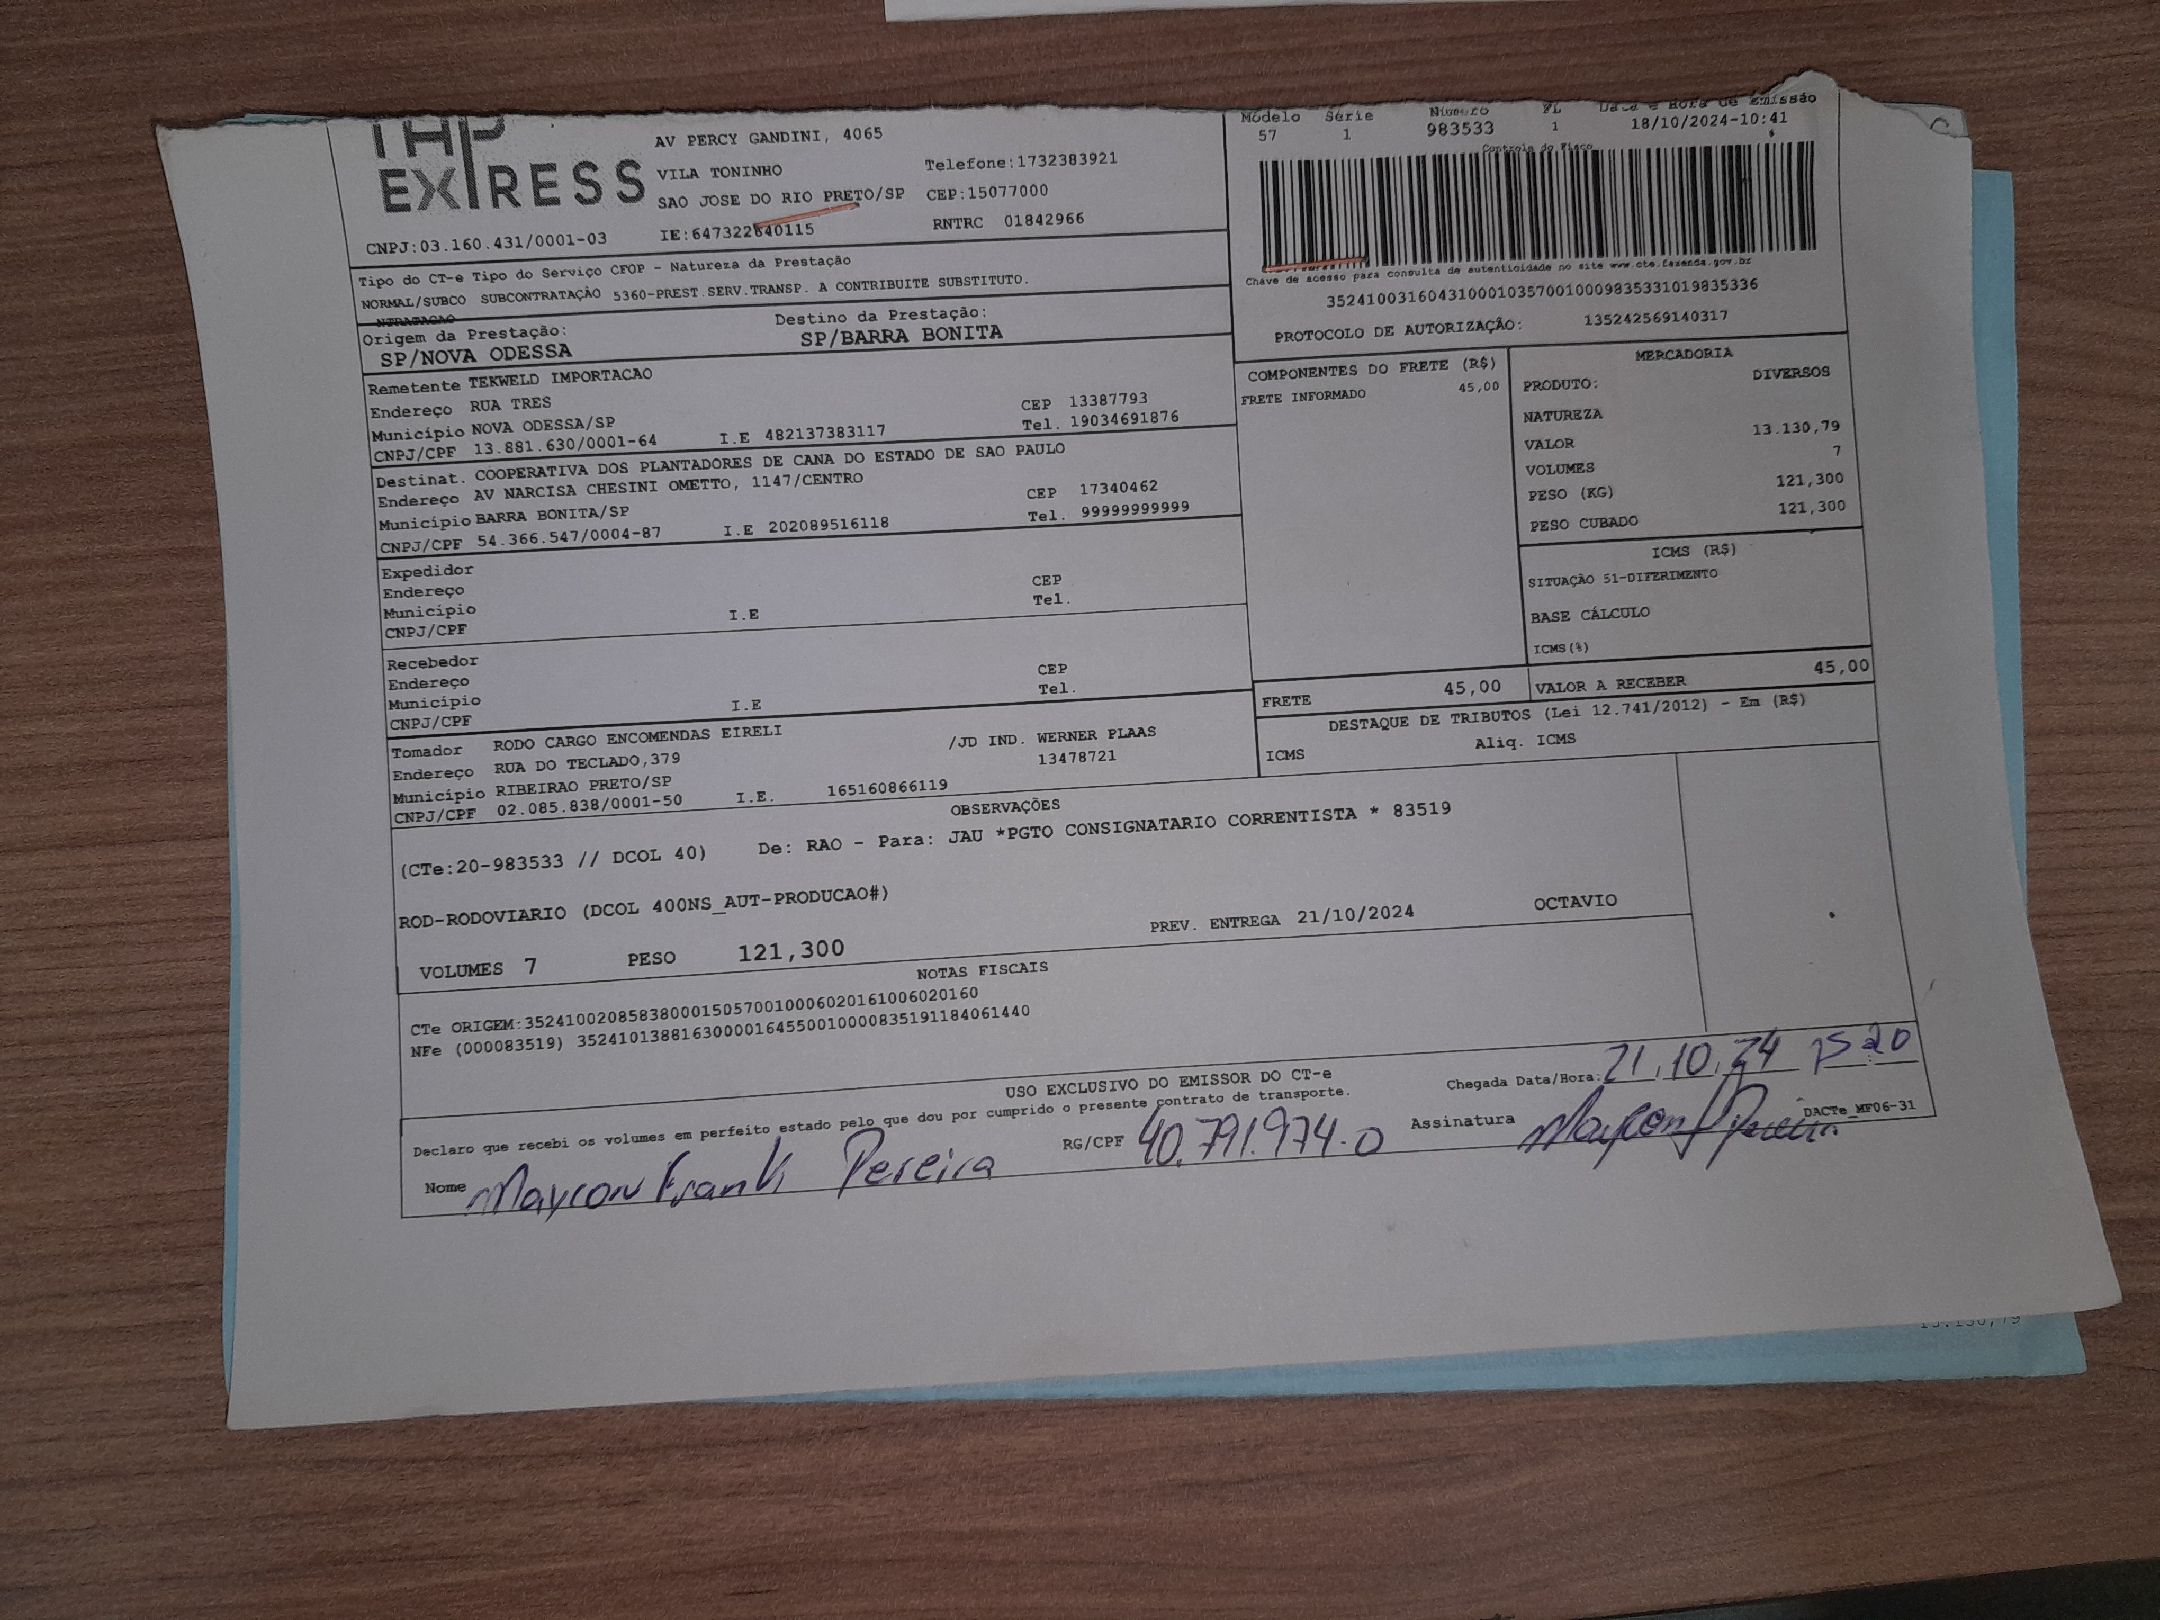 EXPRESS
AV PERCY GANDINI, 4065
VILA TONINHO
Telefone:1732383921
SAO JOSE DO RIO PRETO/SP
CEP:15077000
CNPJ:03.160.431/0001-03
IE:647322640115
RNTRC 01842966
Modelo Série Número FL Data e Hora de Emissão
57 1 983533 1 18/10/2024-10:41
Controle do Fisco
Chave de acesso para consulta de autenticidade no site www.cte.fazenda.gov.br
35241003160431000103570010009835331019835336
PROTOCOLO DE AUTORIZAÇÃO: 135242569140317
Tipo do CT-e Tipo do Serviço CFOP - Natureza da Prestação
NORMAL/SUBCO SUBCONTRATAÇÃO 5360-PREST.SERV.TRANSP. A CONTRIBUITE SUBSTITUTO.
NTRATACAO
Origem da Prestação: Destino da Prestação:
SP/NOVA ODESSA SP/BARRA BONITA
Remetente TEKWELD IMPORTACAO
Endereço RUA TRES CEP 13387793
Município NOVA ODESSA/SP Tel. 19034691876
CNPJ/CPF 13.881.630/0001-64 I.E 482137383117
Destinat. COOPERATIVA DOS PLANTADORES DE CANA DO ESTADO DE SAO PAULO
Endereço AV NARCISA CHESINI OMETTO, 1147/CENTRO CEP 17340462
Município BARRA BONITA/SP Tel. 99999999999
CNPJ/CPF 54.366.547/0004-87 I.E 202089516118
Expedidor
Endereço CEP
Município Tel.
CNPJ/CPF I.E
Recebedor
Endereço CEP
Município Tel.
CNPJ/CPF I.E
Tomador RODO CARGO ENCOMENDAS EIRELI
Endereço RUA DO TECLADO,379 /JD IND. WERNER PLAAS
Município RIBEIRAO PRETO/SP 13478721
CNPJ/CPF 02.085.838/0001-50 I.E. 165160866119
COMPONENTES DO FRETE (R$)
FRETE INFORMADO 45,00
MERCADORIA
PRODUTO: DIVERSOS
NATUREZA
VALOR 13.130,79
VOLUMES 7
PESO (KG) 121,300
PESO CUBADO 121,300
ICMS (R$)
SITUAÇÃO 51-DIFERIMENTO
BASE CÁLCULO
ICMS(%)
FRETE 45,00 VALOR A RECEBER 45,00
DESTAQUE DE TRIBUTOS (Lei 12.741/2012) - Em (R$)
ICMS Aliq. ICMS
OBSERVAÇÕES
(CTe:20-983533 // DCOL 40) De: RAO - Para: JAU *PGTO CONSIGNATARIO CORRENTISTA * 83519
ROD-RODOVIARIO (DCOL 400NS_AUT-PRODUCAO#)
VOLUMES 7 PESO 121,300 PREV. ENTREGA 21/10/2024 OCTAVIO
NOTAS FISCAIS
CTe ORIGEM:35241002085838000150570010006020161006020160
NFe (000083519) 35241013881630000164550010000835191184061440
USO EXCLUSIVO DO EMISSOR DO CT-e
Declaro que recebi os volumes em perfeito estado pelo que dou por cumprido o presente contrato de transporte.
Chegada Data/Hora: 21.10.24 15:20
Nome Maycon Frank Pereira RG/CPF 40.791.974-0 Assinatura Maycon F Pereira
DACTe_MF06-31
13.130,79